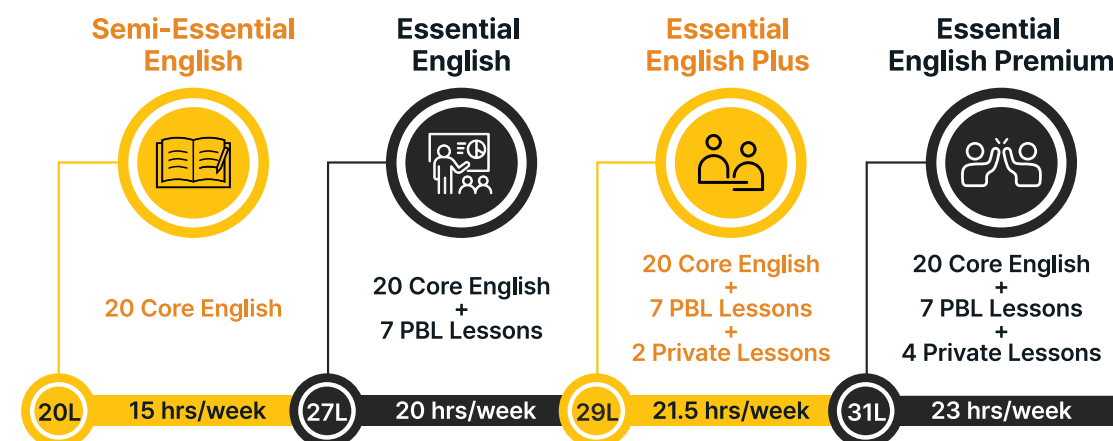 Semi-Essential
English
20 Core English
20L
15 hrs/week
Essential
English
20 Core English
+
7 PBL Lessons
27L
20 hrs/week
Essential
English Plus
20 Core English
+
7 PBL Lessons
+
2 Private Lessons
29L
21.5 hrs/week
Essential
English Premium
20 Core English
+
7 PBL Lessons
+
4 Private Lessons
31L
23 hrs/week